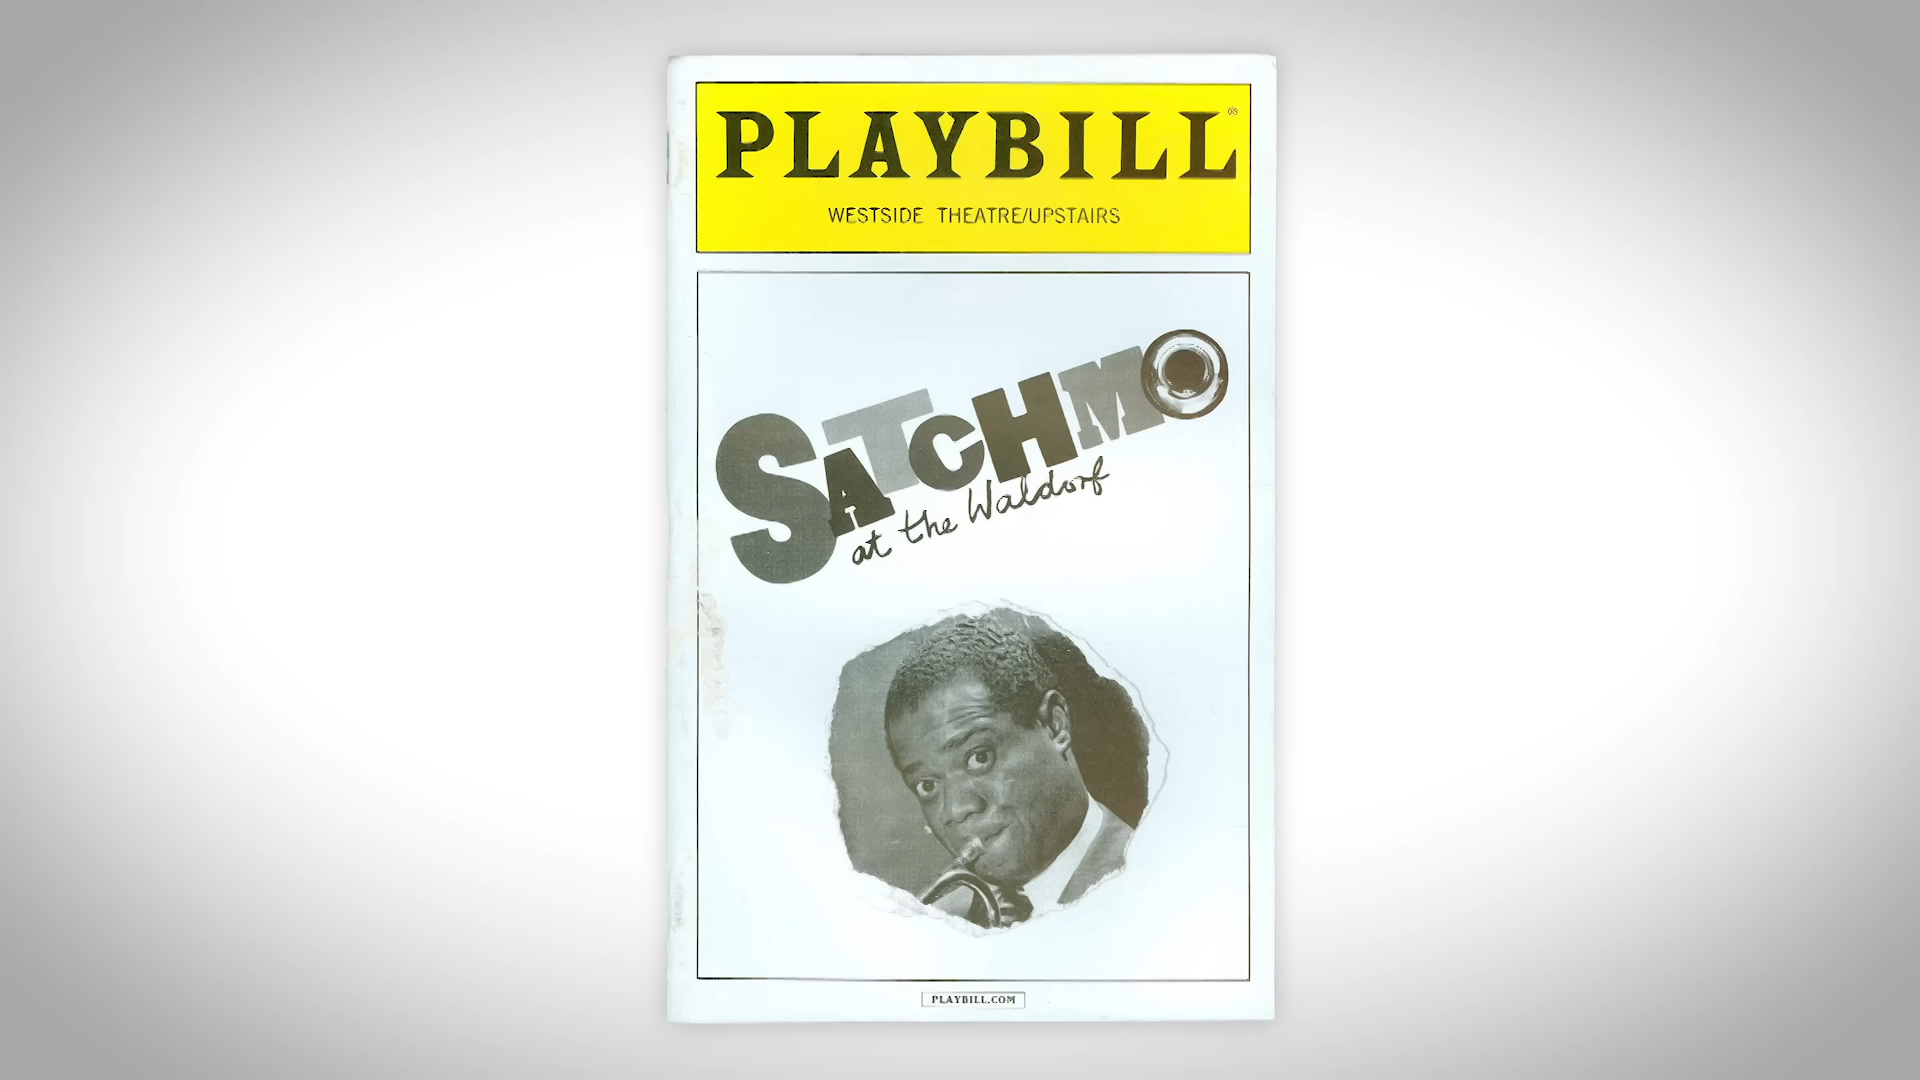 PLAYBILL®
WESTSIDE THEATRE/UPSTAIRS
SATCHMO
at the Waldorf
PLAYBILL.COM